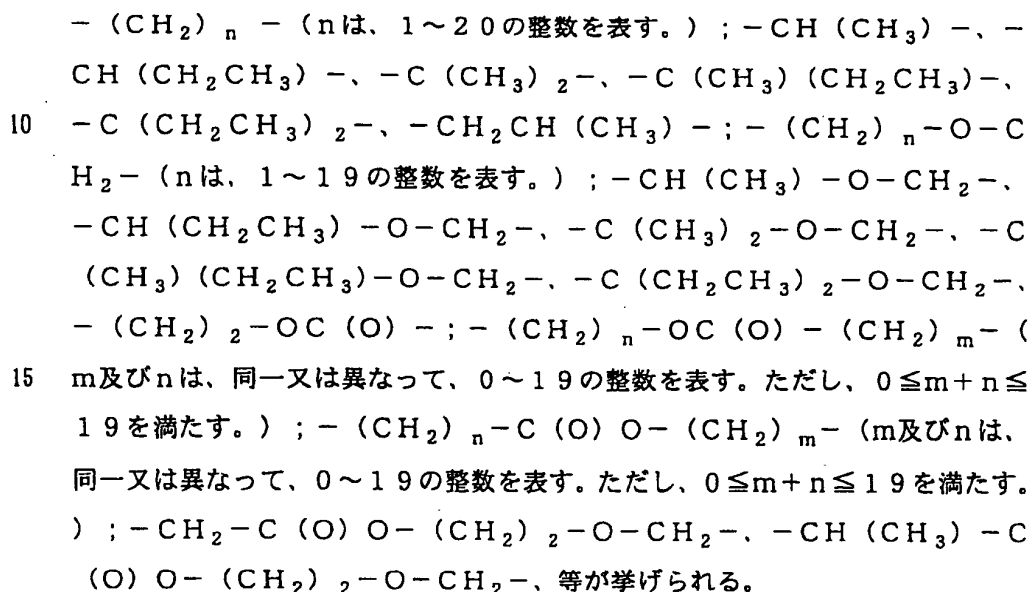 －（CH₂）ₙ－（nは、1～20の整数を表す。）；－CH（CH₃）－、－
CH（CH₂CH₃）－、－C（CH₃）₂－、－C（CH₃）（CH₂CH₃）－、
10 －C（CH₂CH₃）₂－、－CH₂CH（CH₃）－；－（CH₂）ₙ－O－C
H₂－（nは、1～19の整数を表す。）；－CH（CH₃）－O－CH₂－、
－CH（CH₂CH₃）－O－CH₂－、－C（CH₃）₂－O－CH₂－、－C
（CH₃）（CH₂CH₃）－O－CH₂－、－C（CH₂CH₃）₂－O－CH₂－、
－（CH₂）₂－OC（O）－；－（CH₂）ₙ－OC（O）－（CH₂）ₘ－（
15 m及びnは、同一又は異なって、0～19の整数を表す。ただし、0≦m＋n≦
19を満たす。）；－（CH₂）ₙ－C（O）O－（CH₂）ₘ－（m及びnは、
同一又は異なって、0～19の整数を表す。ただし、0≦m＋n≦19を満たす。
）；－CH₂－C（O）O－（CH₂）₂－O－CH₂－、－CH（CH₃）－C
（O）O－（CH₂）₂－O－CH₂－、等が挙げられる。